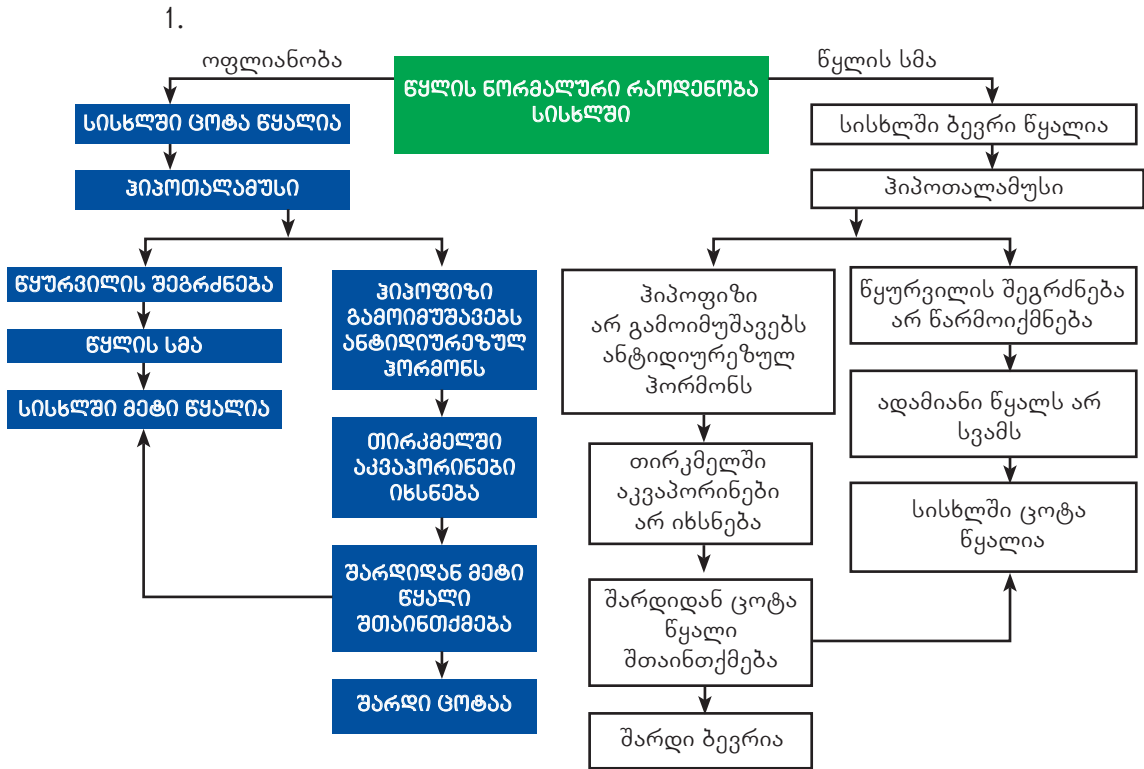 1.
ოფლიანობა
წყლის ნორმალური რაოდენობა
სისხლში
წყლის სმა
სისხლში ცოტა წყალია
ჰიპოთალამუსი
წყურვილის შეგრძნება
წყლის სმა
სისხლში მეტი წყალია
ჰიპოფიზი
გამოიმუშავებს
ანტიდიურეზულ
ჰორმონს
თირკმელში
აკვაპორინები
იხსნება
შარდიდან მეტი
წყალი
შთაინთქმება
შარდი ცოტაა
სისხლში ბევრი წყალია
ჰიპოთალამუსი
ჰიპოფიზი
არ გამოიმუშავებს
ანტიდიურეზულ
ჰორმონს
თირკმელში
აკვაპორინები
არ იხსნება
შარდიდან ცოტა
წყალი
შთაინთქმება
შარდი ბევრია
წყურვილის შეგრძნება
არ წარმოიქმნება
ადამიანი წყალს არ
სვამს
სისხლში ცოტა
წყალია